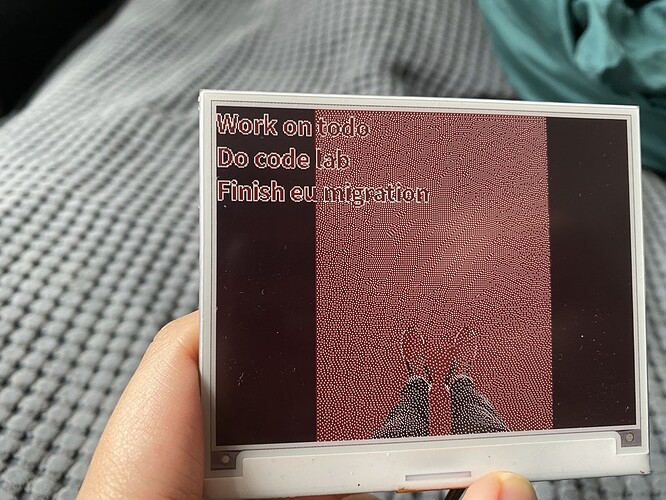 Work on todo
Do code lab
Finish eu migration